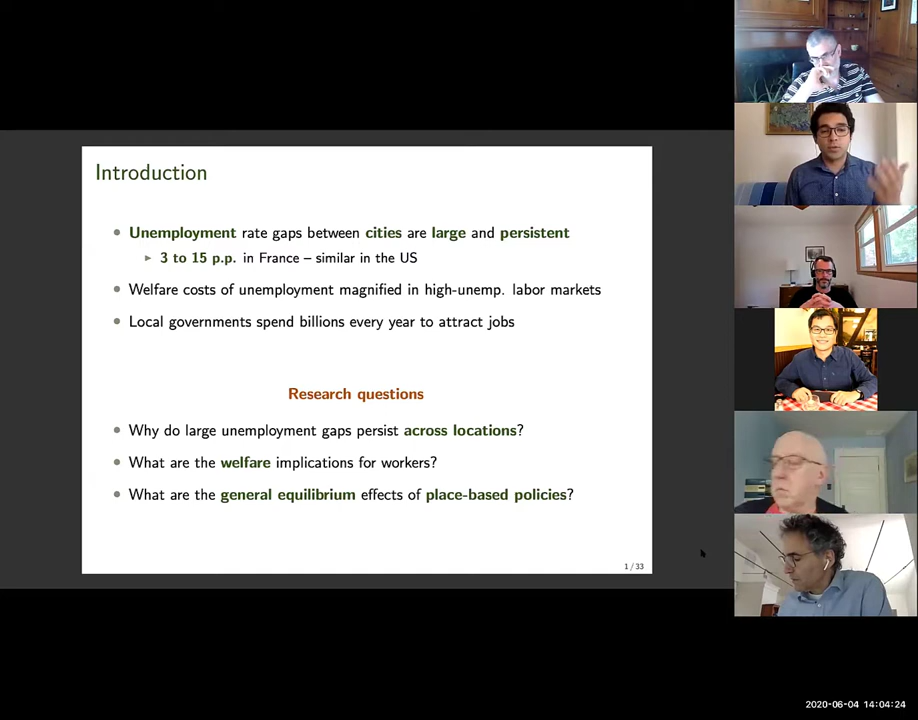 Introduction
Unemployment rate gaps between cities are large and persistent
3 to 15 p.p. in France – similar in the US
Welfare costs of unemployment magnified in high-unemp. labor markets
Local governments spend billions every year to attract jobs
Research questions
Why do large unemployment gaps persist across locations?
What are the welfare implications for workers?
What are the general equilibrium effects of place-based policies?
1 / 33
2020-06-04 14:04:24